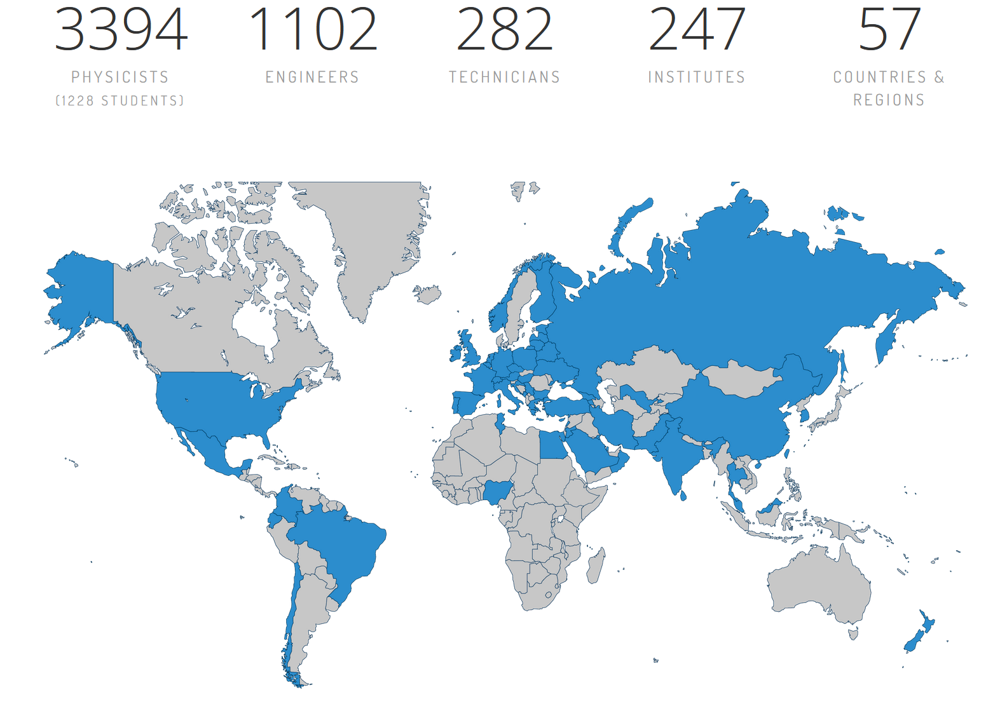 3394 1102 282 247 57
PHYSICISTS ENGINEERS TECHNICIANS INSTITUTES COUNTRIES &
(1228 STUDENTS) REGIONS